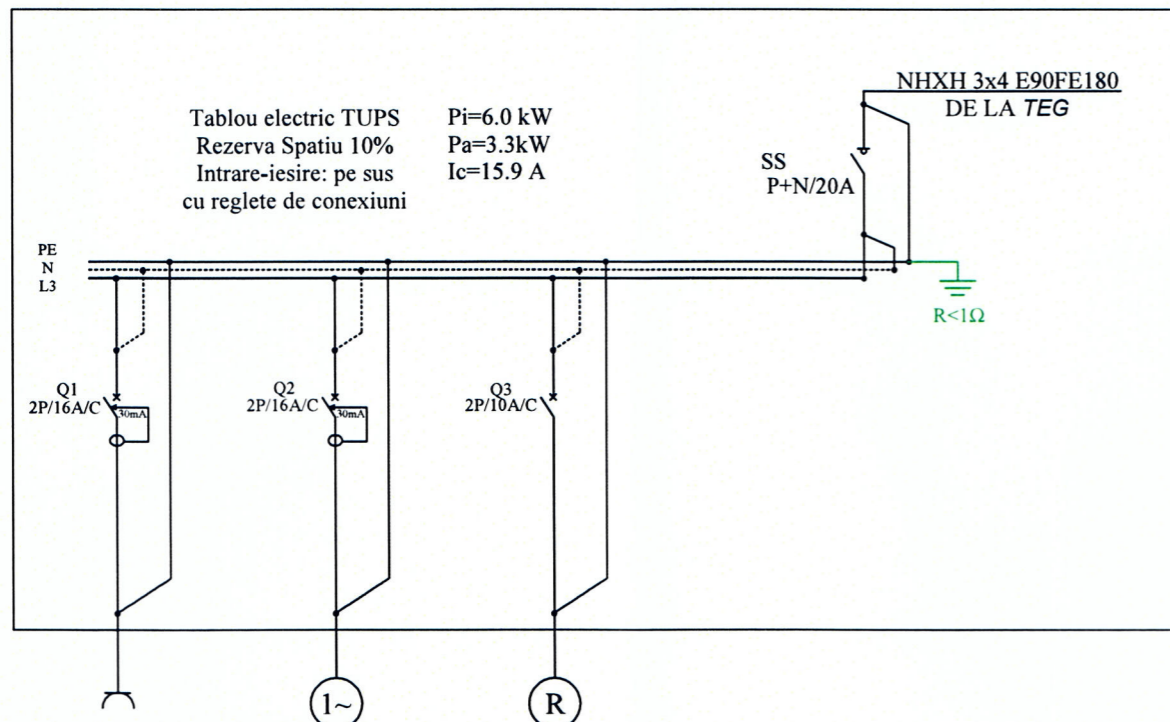 Tablou electric TUPS
Rezerva Spatiu 10%
Intrare-iesire: pe sus
cu reglete de conexiuni
Pi=6.0 kW
Pa=3.3kW
Ic=15.9 A
NHXH 3x4 E90FE180
DE LA TEG
SS
P+N/20A
PE
N
L3
R<1Ω
Q1
2P/16A/C
30mA
Q2
2P/16A/C
30mA
Q3
2P/10A/C
1~
R